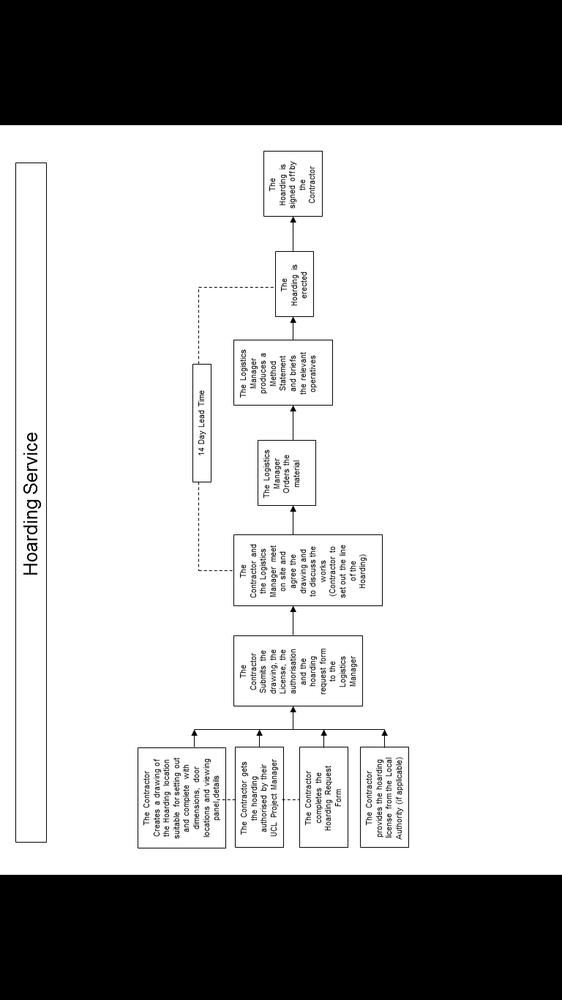 Hoarding Service
The Contractor
Creates a drawing of
the Hoarding location
suitable for setting out
and complete with
dimensions, door
locations and viewing
panel,details
The Contractor gets
the hoarding
authorised by their
UCL Project Manager
The Contractor
completes the
Hoarding Request
Form
The Contractor
provides the hoarding
license from the Local
Authority (if applicable)
The
Contractor
Submits the
drawing, the
License, the
authorisation
and the
hoarding
request form
to the
Logistics
Manager
The
Contractor and
the Logistics
Manager meet
on site and
agree the
drawing and
to discuss the
works
(Contractor to
set out the line
of the
Hoarding)
14 Day Lead Time
The Logistics
Manager
Orders the
material
The Logistics
Manager
produces a
Method
Statement
and briefs
the relevant
operatives
The
Hoarding is
erected
The
Hoarding is
signed off by
the
Contractor